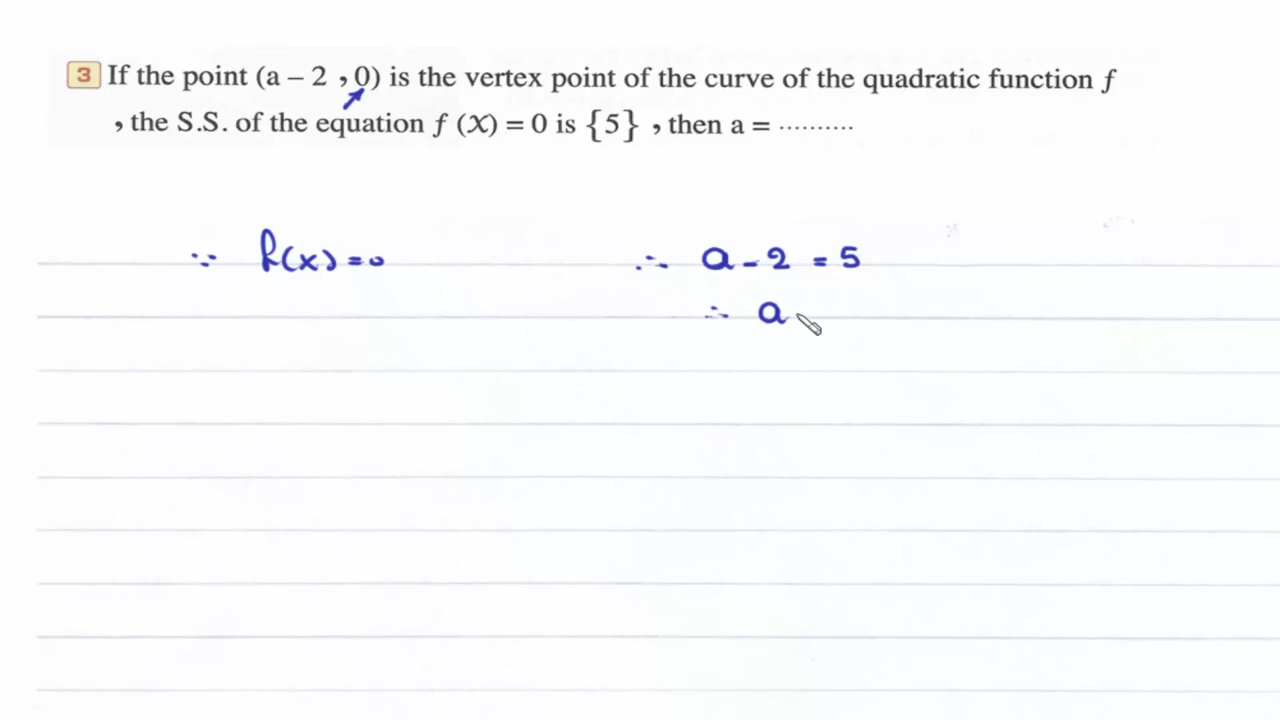 3 If the point (a – 2 , 0) is the vertex point of the curve of the quadratic function f
, the S.S. of the equation f (X) = 0 is {5} , then a = ..........
∵ f(x) = 0
∴ a - 2 = 5
∴ a